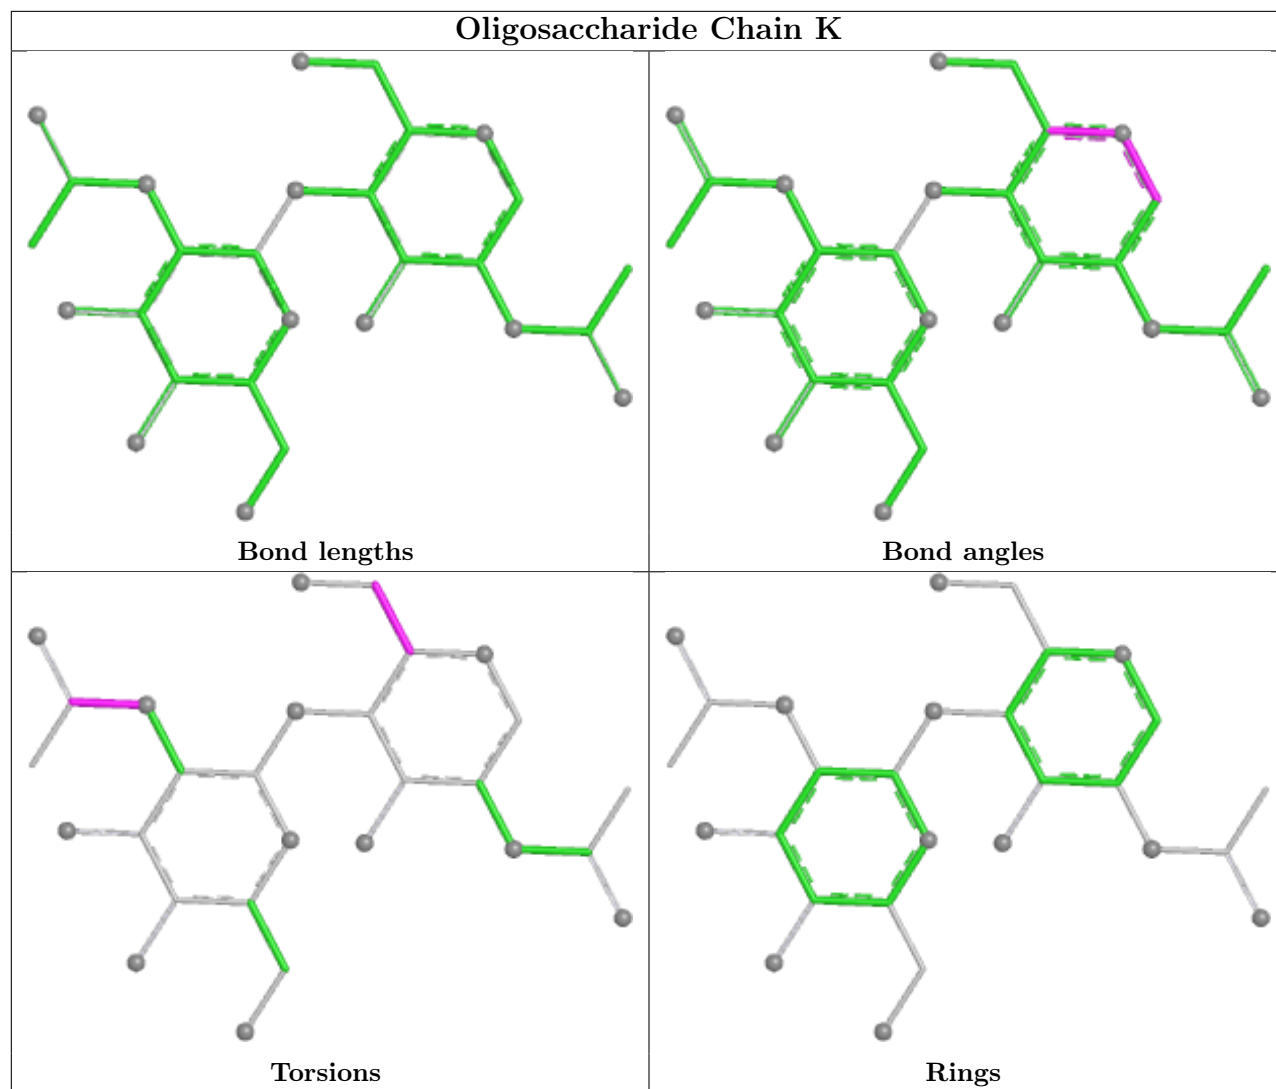 Oligosaccharide Chain K
Bond lengths
Bond angles
Torsions
Rings